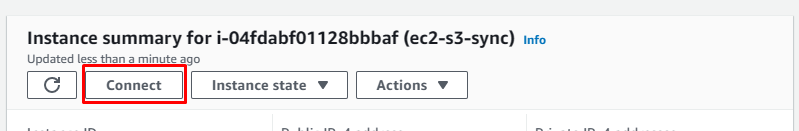 Instance summary for i-04fdabf01128bbbaf (ec2-s3-sync) Info
Updated less than a minute ago
Connect Instance state Actions